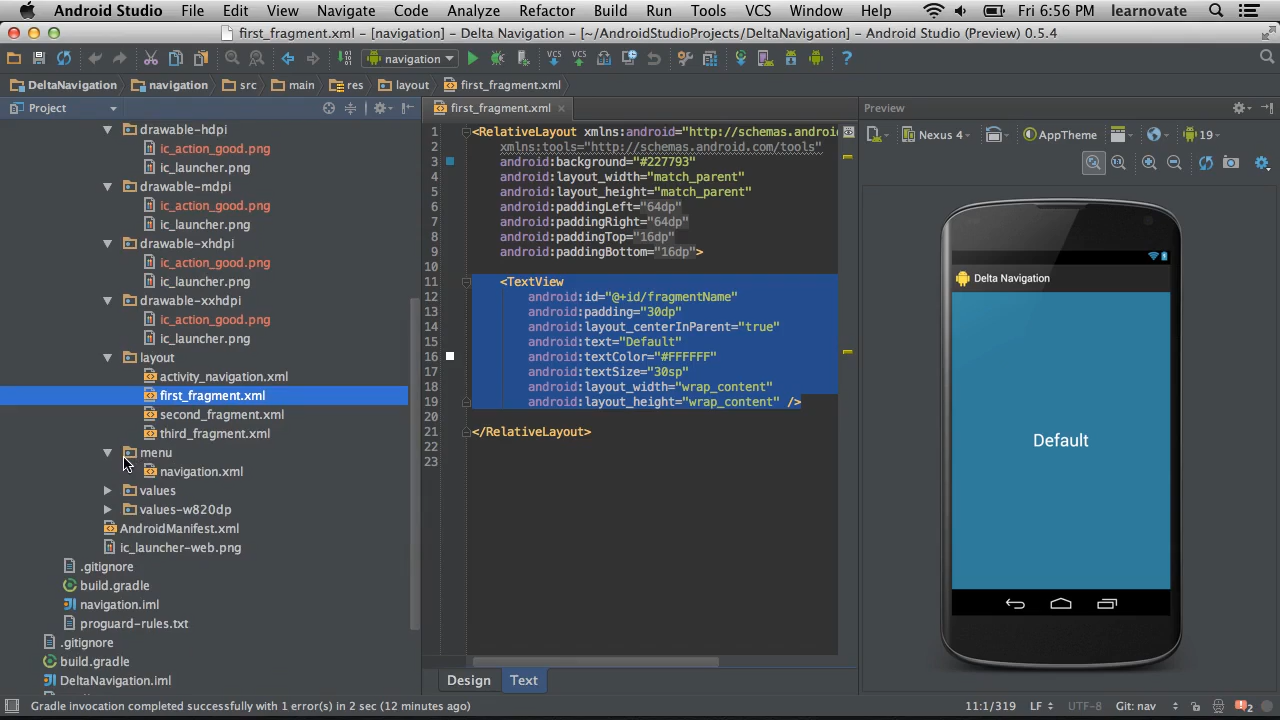 Android Studio File Edit View Navigate Code Analyze Refactor Build Run Tools VCS Window Help Fri 6:56 PM learnovate
first_fragment.xml - [navigation] - Delta Navigation - [~/AndroidStudioProjects/DeltaNavigation] - Android Studio (Preview) 0.5.4
navigation
DeltaNavigation navigation src main res layout first_fragment.xml
Project
drawable-hdpi
ic_action_good.png
ic_launcher.png
drawable-mdpi
ic_action_good.png
ic_launcher.png
drawable-xhdpi
ic_action_good.png
ic_launcher.png
drawable-xxhdpi
ic_action_good.png
ic_launcher.png
layout
activity_navigation.xml
first_fragment.xml
second_fragment.xml
third_fragment.xml
menu
navigation.xml
values
values-w820dp
AndroidManifest.xml
ic_launcher-web.png
.gitignore
build.gradle
navigation.iml
proguard-rules.txt
.gitignore
build.gradle
DeltaNavigation.iml
first_fragment.xml
1 <RelativeLayout xmlns:android="http://schemas.androi
2 xmlns:tools="http://schemas.android.com/tools"
3 android:background="#227793"
4 android:layout_width="match_parent"
5 android:layout_height="match_parent"
6 android:paddingLeft="64dp"
7 android:paddingRight="64dp"
8 android:paddingTop="16dp"
9 android:paddingBottom="16dp">
10
11 <TextView
12 android:id="@+id/fragmentName"
13 android:padding="30dp"
14 android:layout_centerInParent="true"
15 android:text="Default"
16 android:textColor="#FFFFFF"
17 android:textSize="30sp"
18 android:layout_width="wrap_content"
19 android:layout_height="wrap_content" />
20
21 </RelativeLayout>
22
23
Design Text
Preview
Nexus 4 AppTheme 19
Delta Navigation
Default
Gradle invocation completed successfully with 1 error(s) in 2 sec (12 minutes ago) 11:1/319 LF UTF-8 Git: nav 2